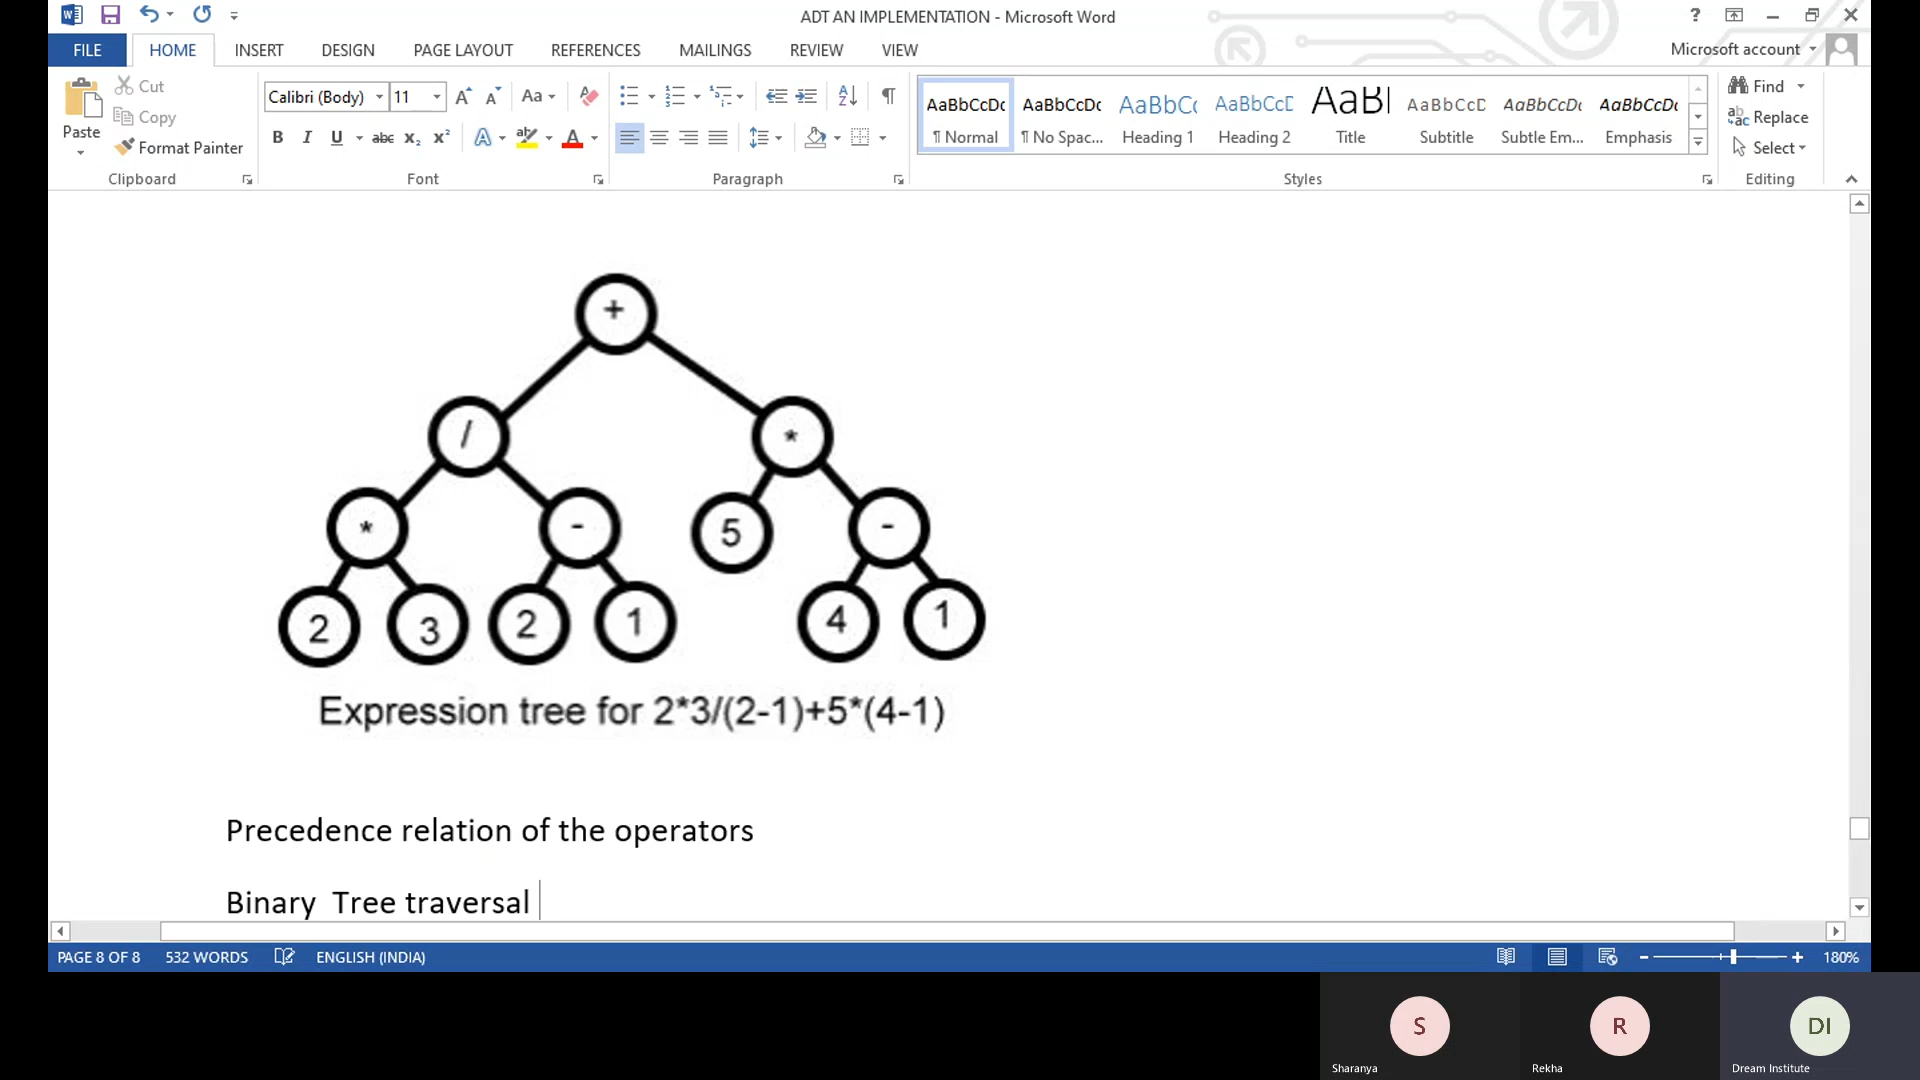 ADT AN IMPLEMENTATION - Microsoft Word
?
FILE HOME INSERT DESIGN PAGE LAYOUT REFERENCES MAILINGS REVIEW VIEW Microsoft account
Paste
Cut
Copy
Format Painter
Clipboard
Calibri (Body) 11 A A Aa
B I U abc x₂ x² A A
Font
Paragraph
AaBbCcDc AaBbCcDc AaBbCc AaBbCcD AaBl AaBbCcD AaBbCcDc AaBbCcDc
¶ Normal ¶ No Spac... Heading 1 Heading 2 Title Subtitle Subtle Em... Emphasis
Styles
Find
Replace
Select
Editing
+
/ *
* - 5 -
2 3 2 1 4 1
Expression tree for 2*3/(2-1)+5*(4-1)
Precedence relation of the operators
Binary  Tree traversal
PAGE 8 OF 8 532 WORDS ENGLISH (INDIA) - + 180%
S R DI
Sharanya Rekha Dream Institute